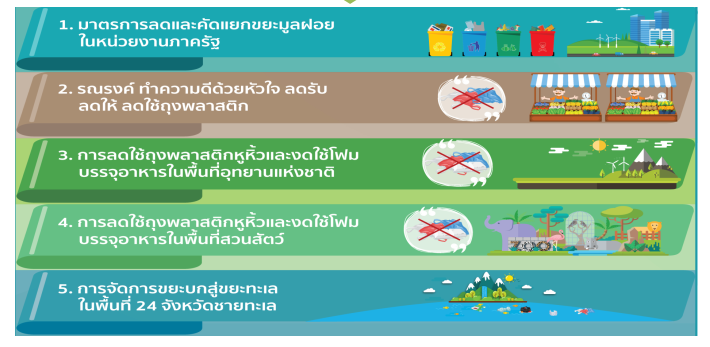 1. มาตรการลดและคัดแยกขยะมูลฝอย
ในหน่วยงานภาครัฐ
2. รณรงค์ ทำความดีด้วยหัวใจ ลดรับ
ลดให้ ลดใช้ถุงพลาสติก
3. การลดใช้ถุงพลาสติกหูหิ้วและงดใช้โฟม
บรรจุอาหารในพื้นที่อุทยานแห่งชาติ
4. การลดใช้ถุงพลาสติกหูหิ้วและงดใช้โฟม
บรรจุอาหารในพื้นที่สวนสัตว์
5. การจัดการขยะบกสู่ขยะทะเล
ในพื้นที่ 24 จังหวัดชายทะเล